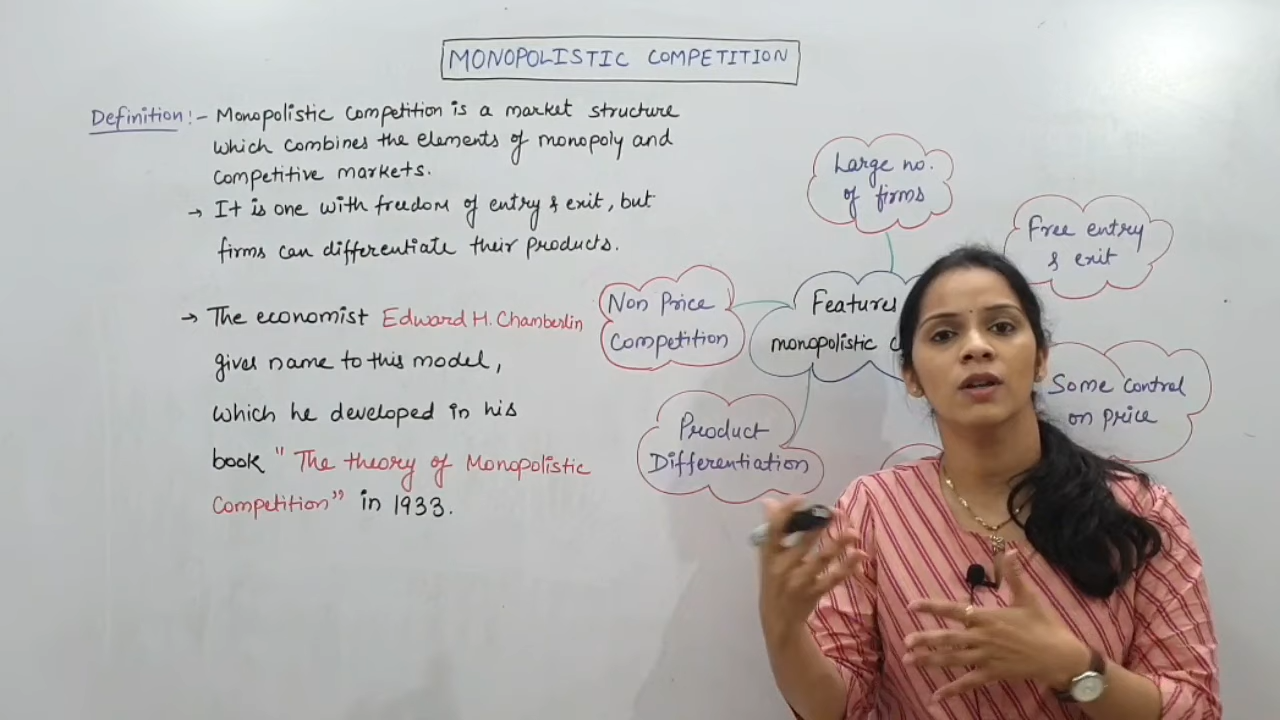 MONOPOLISTIC COMPETITION
Definition :- Monopolistic competition is a market structure
which combines the elements of monopoly and
competitive markets.
→ It is one with freedom of entry & exit, but
firms can differentiate their products.
→ The economist Edward H. Chamberlin
gives name to this model,
which he developed in his
book " The theory of Monopolistic
Competition" in 1933.
Large no.
of firms
Free entry
& exit
Non Price
Competition
Features
monopolistic
Some control
on price
Product
Differentiation